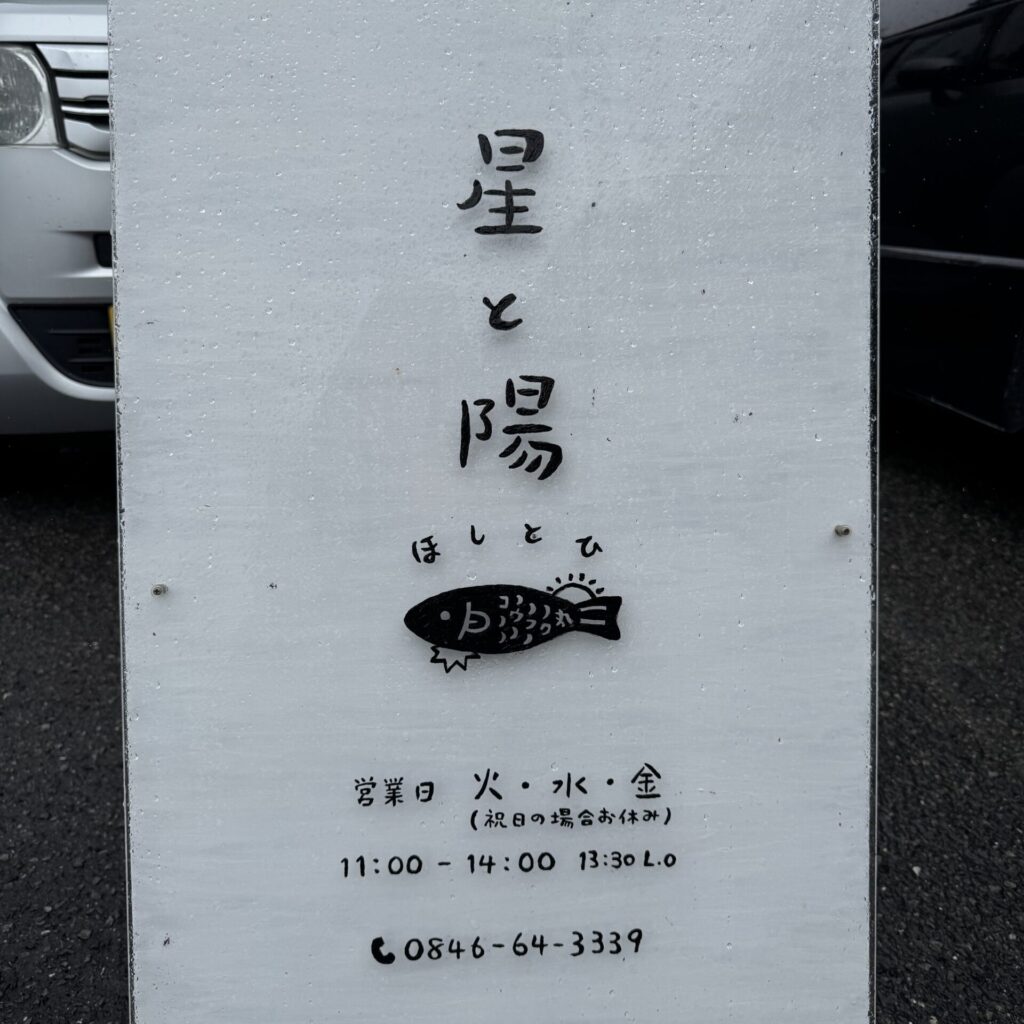 星と陽
ほしとひ
営業日 火・水・金
(祝日の場合お休み)
11:00 - 14:00 13:30 L.O
0846-64-3339